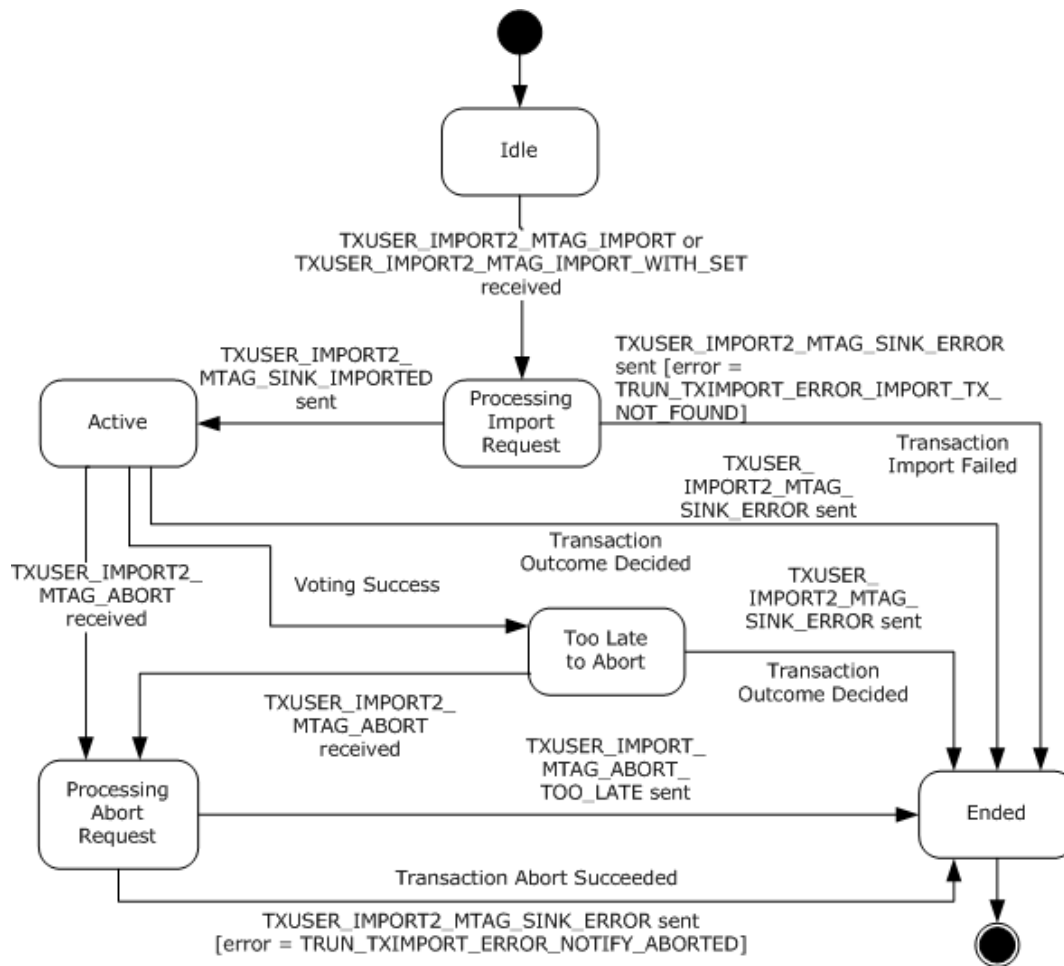 Idle
TXUSER_IMPORT2_MTAG_IMPORT or
TXUSER_IMPORT2_MTAG_IMPORT_WITH_SET
received
TXUSER_IMPORT2_
MTAG_SINK_IMPORTED
sent
TXUSER_IMPORT2_MTAG_SINK_ERROR
sent [error =
TRUN_TXIMPORT_ERROR_IMPORT_TX_
NOT_FOUND]
Active
Processing
Import
Request
Transaction
Import Failed
TXUSER_
IMPORT2_MTAG_
SINK_ERROR sent
Transaction
Outcome Decided
TXUSER_IMPORT2_
MTAG_ABORT
received
Voting Success
TXUSER_
IMPORT2_MTAG_
SINK_ERROR sent
Too Late
to Abort
Transaction
Outcome Decided
TXUSER_IMPORT2_
MTAG_ABORT
received
TXUSER_IMPORT_
MTAG_ABORT_
TOO_LATE sent
Processing
Abort
Request
Ended
Transaction Abort Succeeded
TXUSER_IMPORT2_MTAG_SINK_ERROR sent
[error = TRUN_TXIMPORT_ERROR_NOTIFY_ABORTED]